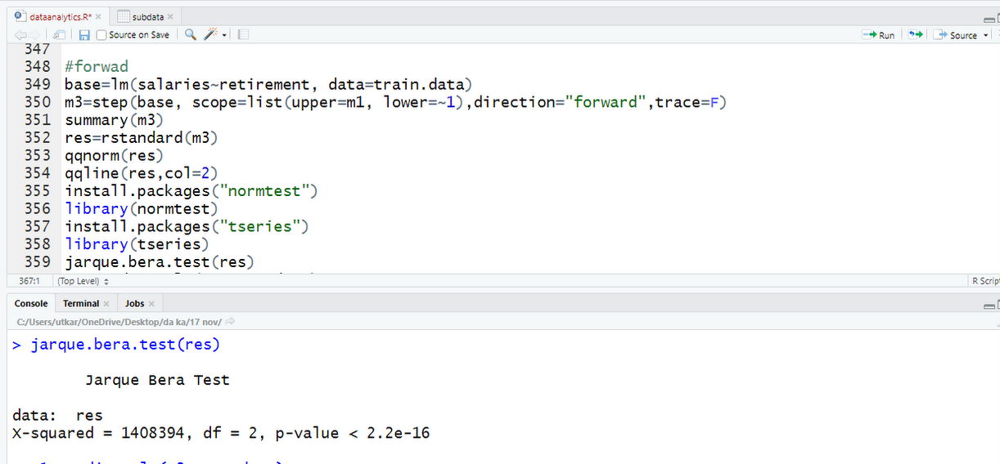 dataanalytics.R* × subdata ×
Source on Save Run Source
347
348 #forwad
349 base=lm(salaries~retirement, data=train.data)
350 m3=step(base, scope=list(upper=m1, lower=~1),direction="forward",trace=F)
351 summary(m3)
352 res=rstandard(m3)
353 qqnorm(res)
354 qqline(res,col=2)
355 install.packages("normtest")
356 library(normtest)
357 install.packages("tseries")
358 library(tseries)
359 jarque.bera.test(res)
367:1 (Top Level) R Script
Console Terminal × Jobs ×
C:/Users/utkar/OneDrive/Desktop/da ka/17 nov/
> jarque.bera.test(res)
Jarque Bera Test
data: res
X-squared = 1408394, df = 2, p-value < 2.2e-16